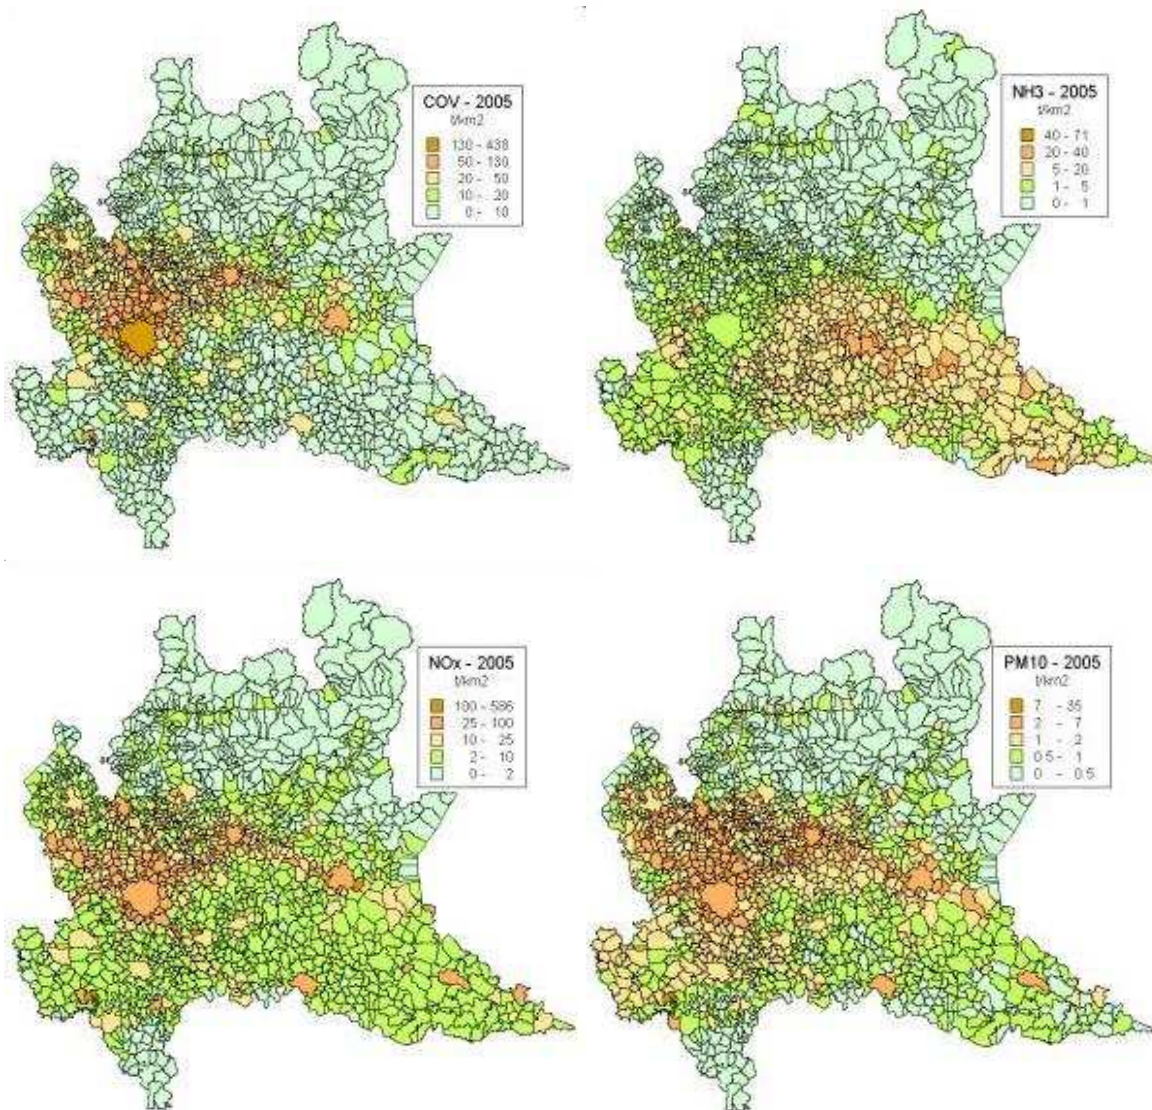 COV - 2005
t/km2
130 - 438
50 - 130
20 - 50
10 - 20
0 - 10
NH3 - 2005
t/km2
40 - 71
20 - 40
5 - 20
1 - 5
0 - 1
NOx - 2005
t/km2
100 - 586
25 - 100
10 - 25
2 - 10
0 - 2
PM10 - 2005
t/km2
7 - 35
2 - 7
1 - 2
0.5 - 1
0 - 0.5